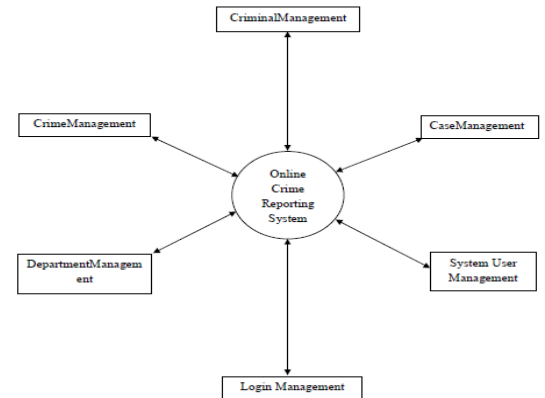 CriminalManagement
CrimeManagement
CaseManagement
Online
Crime
Reporting
System
DepartmentManagem
ent
System User
Management
Login Management